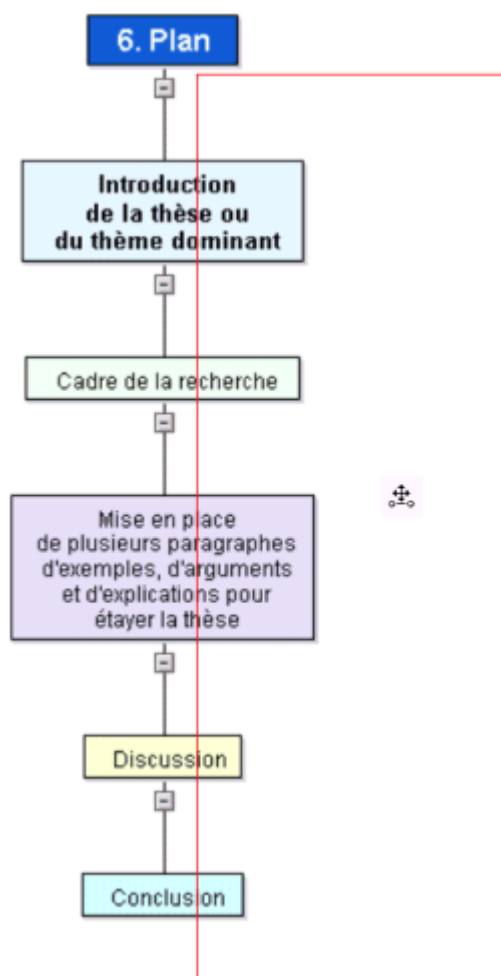 6. Plan
Introduction
de la thèse ou
du thème dominant
Cadre de la recherche
Mise en place
de plusieurs paragraphes
d'exemples, d'arguments
et d'explications pour
étayer la thèse
Discussion
Conclusion